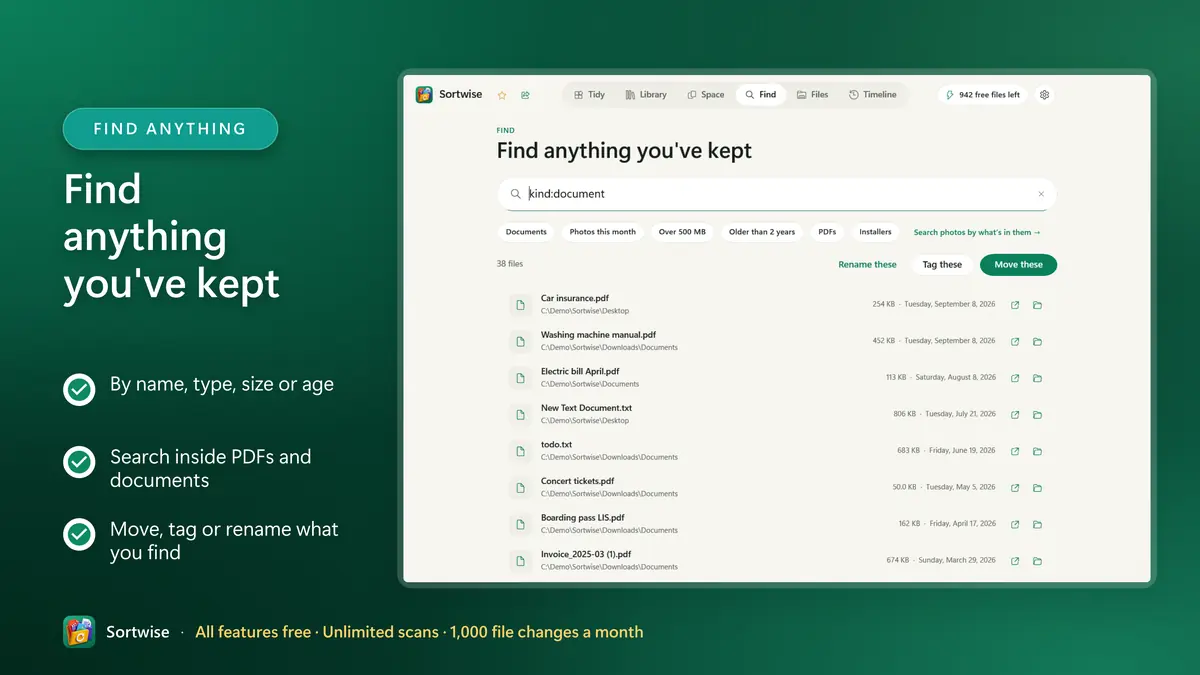 FIND ANYTHING
Find
anything
you've kept
By name, type, size or age
Search inside PDFs and
documents
Move, tag or rename what
you find
Sortwise · All features free · Unlimited scans · 1,000 file changes a month
Sortwise
Tidy Library Space Find Files Timeline
942 free files left
FIND
Find anything you've kept
kind:document
Documents Photos this month Over 500 MB Older than 2 years PDFs Installers Search photos by what's in them →
38 files
Rename these Tag these Move these
Car insurance.pdf
C:\Demo\Sortwise\Desktop
254 KB · Tuesday, September 8, 2026
Washing machine manual.pdf
C:\Demo\Sortwise\Downloads\Documents
452 KB · Tuesday, September 8, 2026
Electric bill April.pdf
C:\Demo\Sortwise\Documents
113 KB · Saturday, August 8, 2026
New Text Document.txt
C:\Demo\Sortwise\Desktop
806 KB · Tuesday, July 21, 2026
todo.txt
C:\Demo\Sortwise\Downloads\Documents
683 KB · Friday, June 19, 2026
Concert tickets.pdf
C:\Demo\Sortwise\Downloads\Documents
50.0 KB · Tuesday, May 5, 2026
Boarding pass LIS.pdf
C:\Demo\Sortwise\Downloads\Documents
162 KB · Friday, April 17, 2026
Invoice_2025-03 (1).pdf
C:\Demo\Sortwise\Downloads\Documents
674 KB · Sunday, March 29, 2026